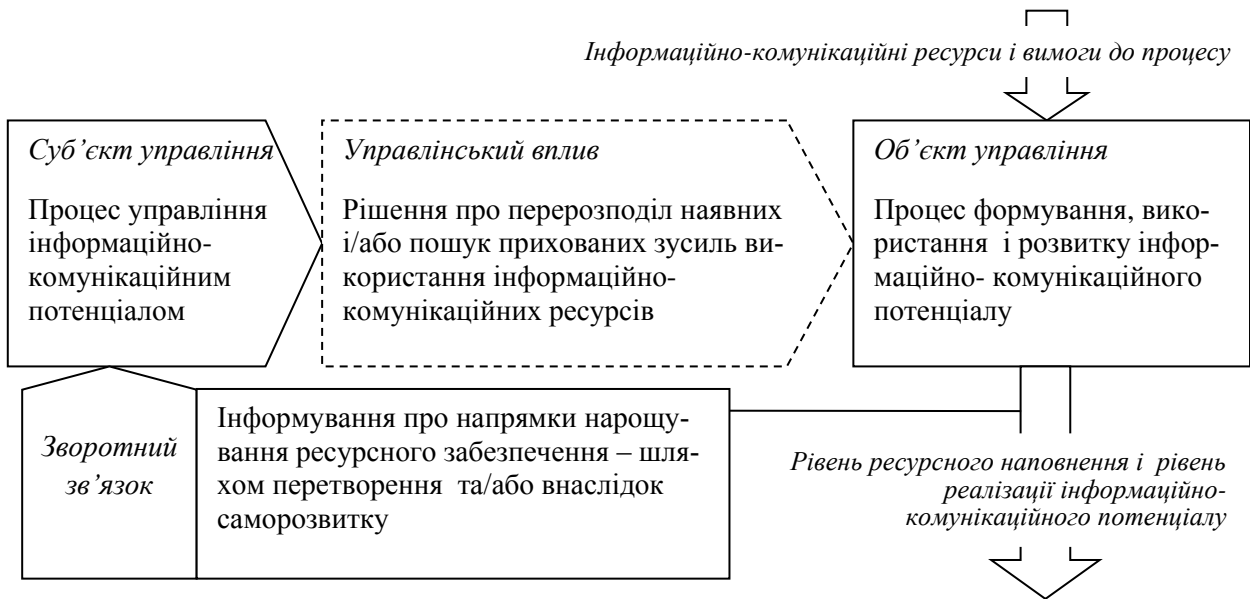 Інформаційно-комунікаційні ресурси і вимоги до процесу
Суб’єкт управління
Процес управління
інформаційно-
комунікаційним
потенціалом
Управлінський вплив
Рішення про перерозподіл наявних
і/або пошук прихованих зусиль ви-
користання інформаційно-
комунікаційних ресурсів
Об’єкт управління
Процес формування, вико-
ристання і розвитку інфор-
маційно- комунікаційного
потенціалу
Зворотний
зв’язок
Інформування про напрямки нарощу-
вання ресурсного забезпечення – шля-
хом перетворення та/або внаслідок
саморозвитку
Рівень ресурсного наповнення і рівень
реалізації інформаційно-
комунікаційного потенціалу